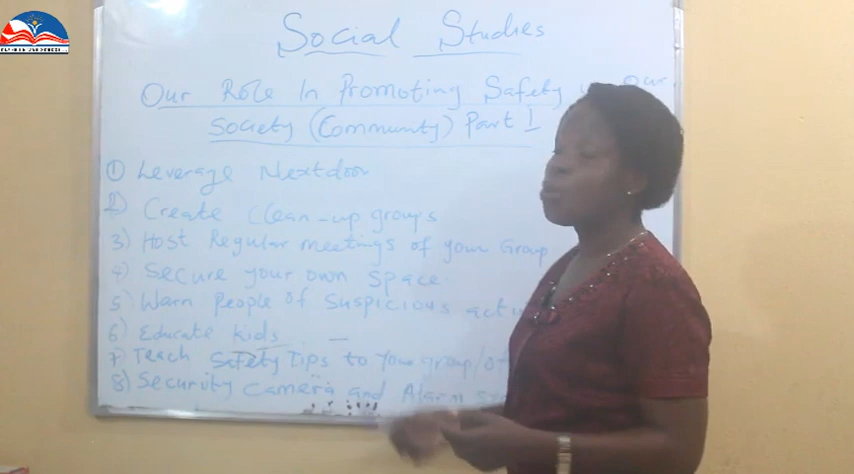 Social Studies
Our Role In Promoting Safety Our
Society (Community) Part I
① Leverage Nextdoor
2) Create Clean-up groups
3) Host Regular meetings of your Group
4) Secure your own space.
5) Warn People of Suspicious
6) Educate kids
7) Teach Safety Tips to Your group/
8) Security Camera and Alarm